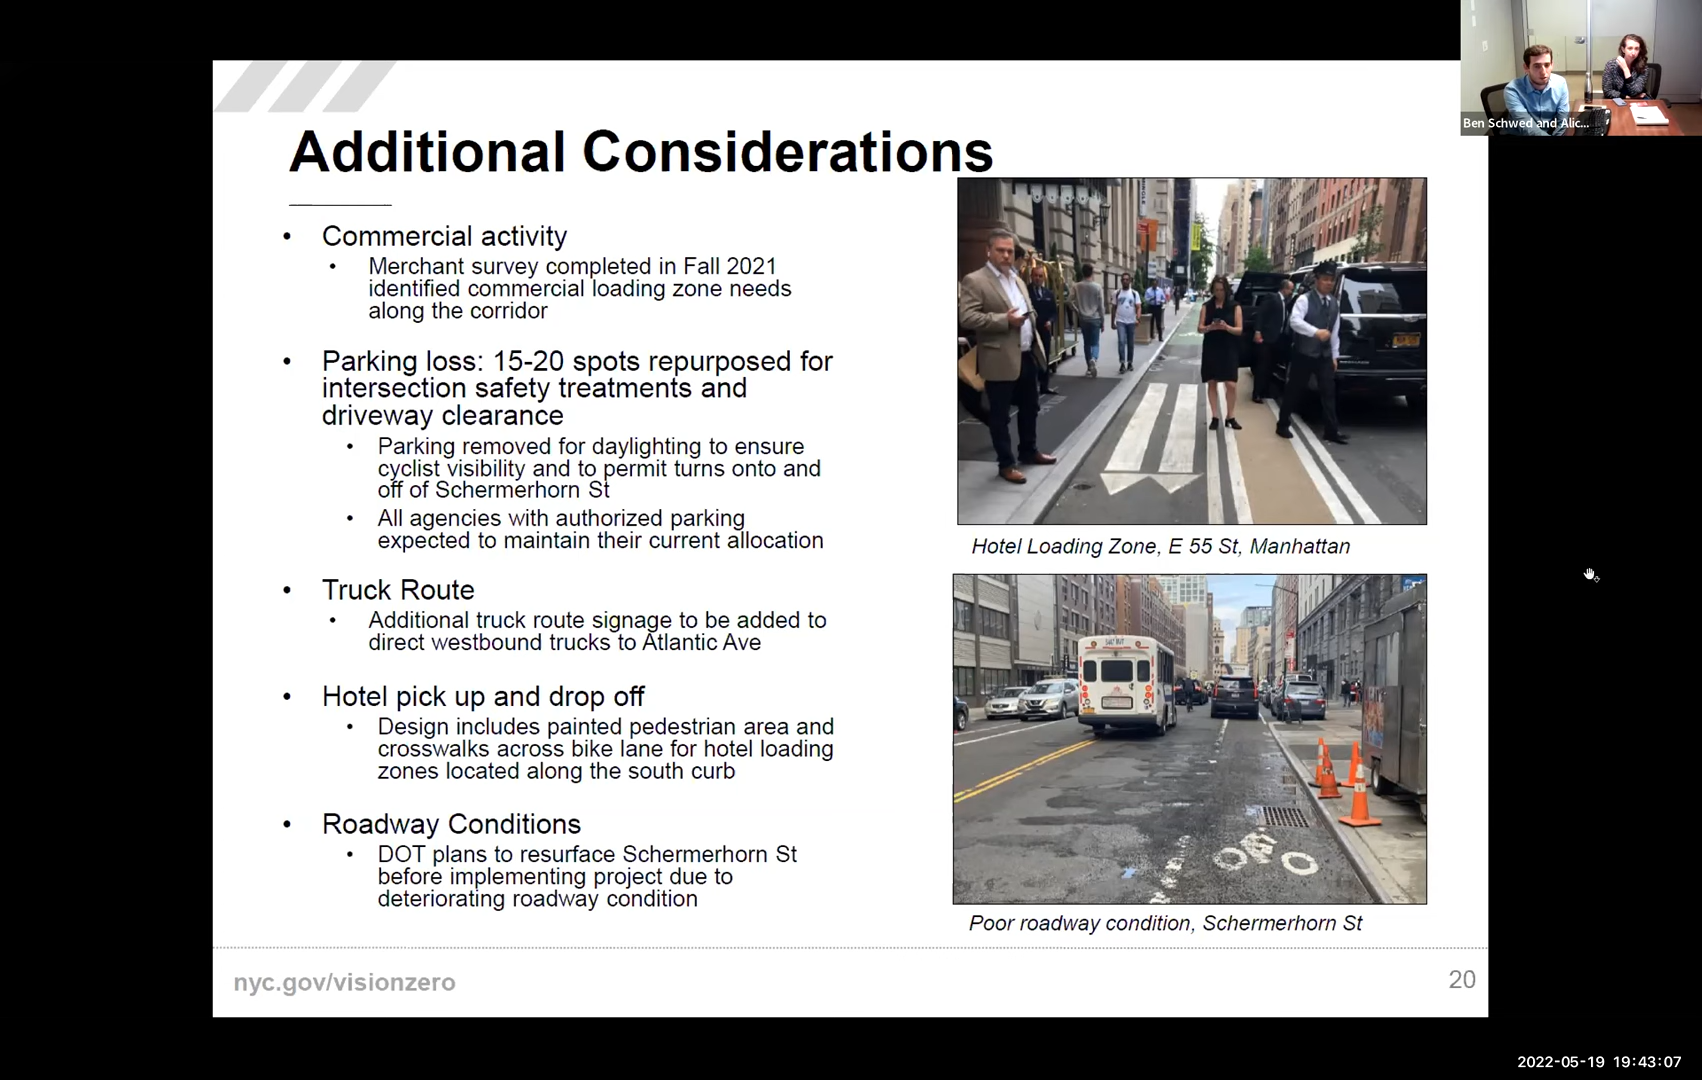 Additional Considerations
• Commercial activity
• Merchant survey completed in Fall 2021
identified commercial loading zone needs
along the corridor
• Parking loss: 15-20 spots repurposed for
intersection safety treatments and
driveway clearance
• Parking removed for daylighting to ensure
cyclist visibility and to permit turns onto and
off of Schermerhorn St
• All agencies with authorized parking
expected to maintain their current allocation
• Truck Route
• Additional truck route signage to be added to
direct westbound trucks to Atlantic Ave
• Hotel pick up and drop off
• Design includes painted pedestrian area and
crosswalks across bike lane for hotel loading
zones located along the south curb
• Roadway Conditions
• DOT plans to resurface Schermerhorn St
before implementing project due to
deteriorating roadway condition
Hotel Loading Zone, E 55 St, Manhattan
Poor roadway condition, Schermerhorn St
nyc.gov/visionzero
20
Ben Schwed and Alic...
2022-05-19 19:43:07